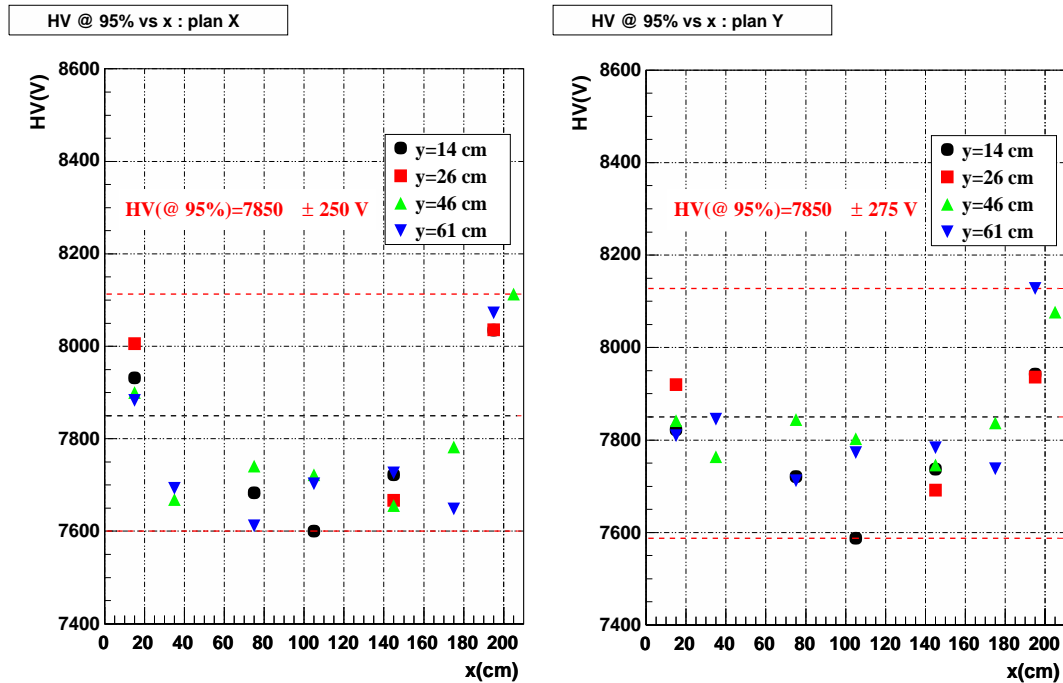 HV @ 95% vs x : plan X
HV(V)
8600
8400
8200
8000
7800
7600
7400
y=14 cm
y=26 cm
y=46 cm
y=61 cm
HV(@ 95%)=7850 ± 250 V
0 20 40 60 80 100 120 140 160 180 200
x(cm)
HV @ 95% vs x : plan Y
HV(V)
8600
8400
8200
8000
7800
7600
7400
y=14 cm
y=26 cm
y=46 cm
y=61 cm
HV(@ 95%)=7850 ± 275 V
0 20 40 60 80 100 120 140 160 180 200
x(cm)